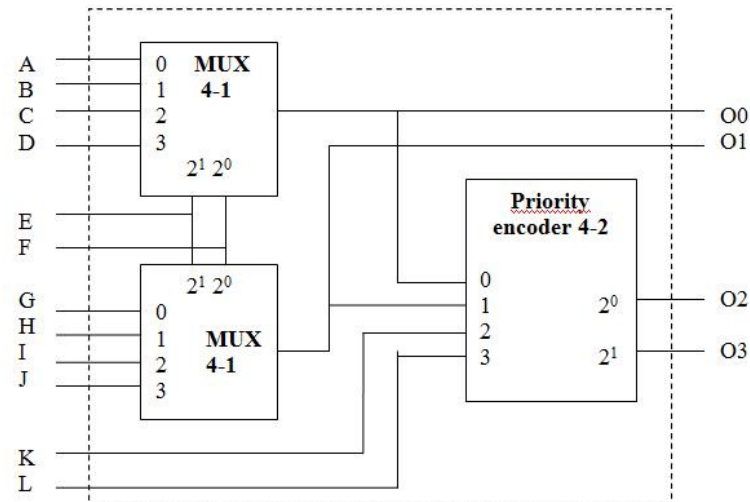 A
B
C
D
E
F
G
H
I
J
K
L
0 MUX
1 4-1
2
3
2¹ 2⁰
2¹ 2⁰
0
1 MUX
2 4-1
3
Priority
encoder 4-2
0
1 2⁰
2
3 2¹
O0
O1
O2
O3